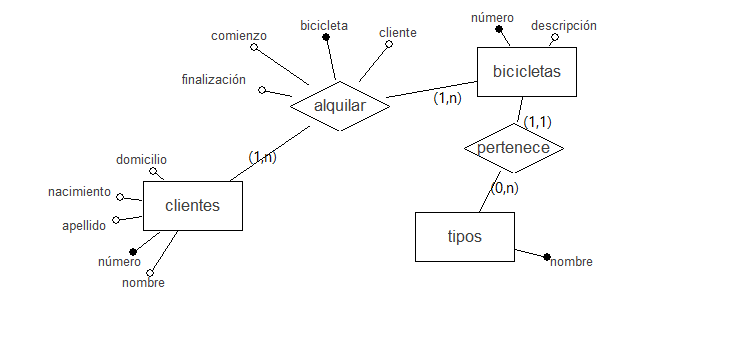 número
descripción
bicicleta
comienzo
cliente
bicicletas
finalización
alquilar
(1,n)
(1,1)
pertenece
(1,n)
domicilio
nacimiento
(0,n)
clientes
apellido
tipos
número
nombre
nombre